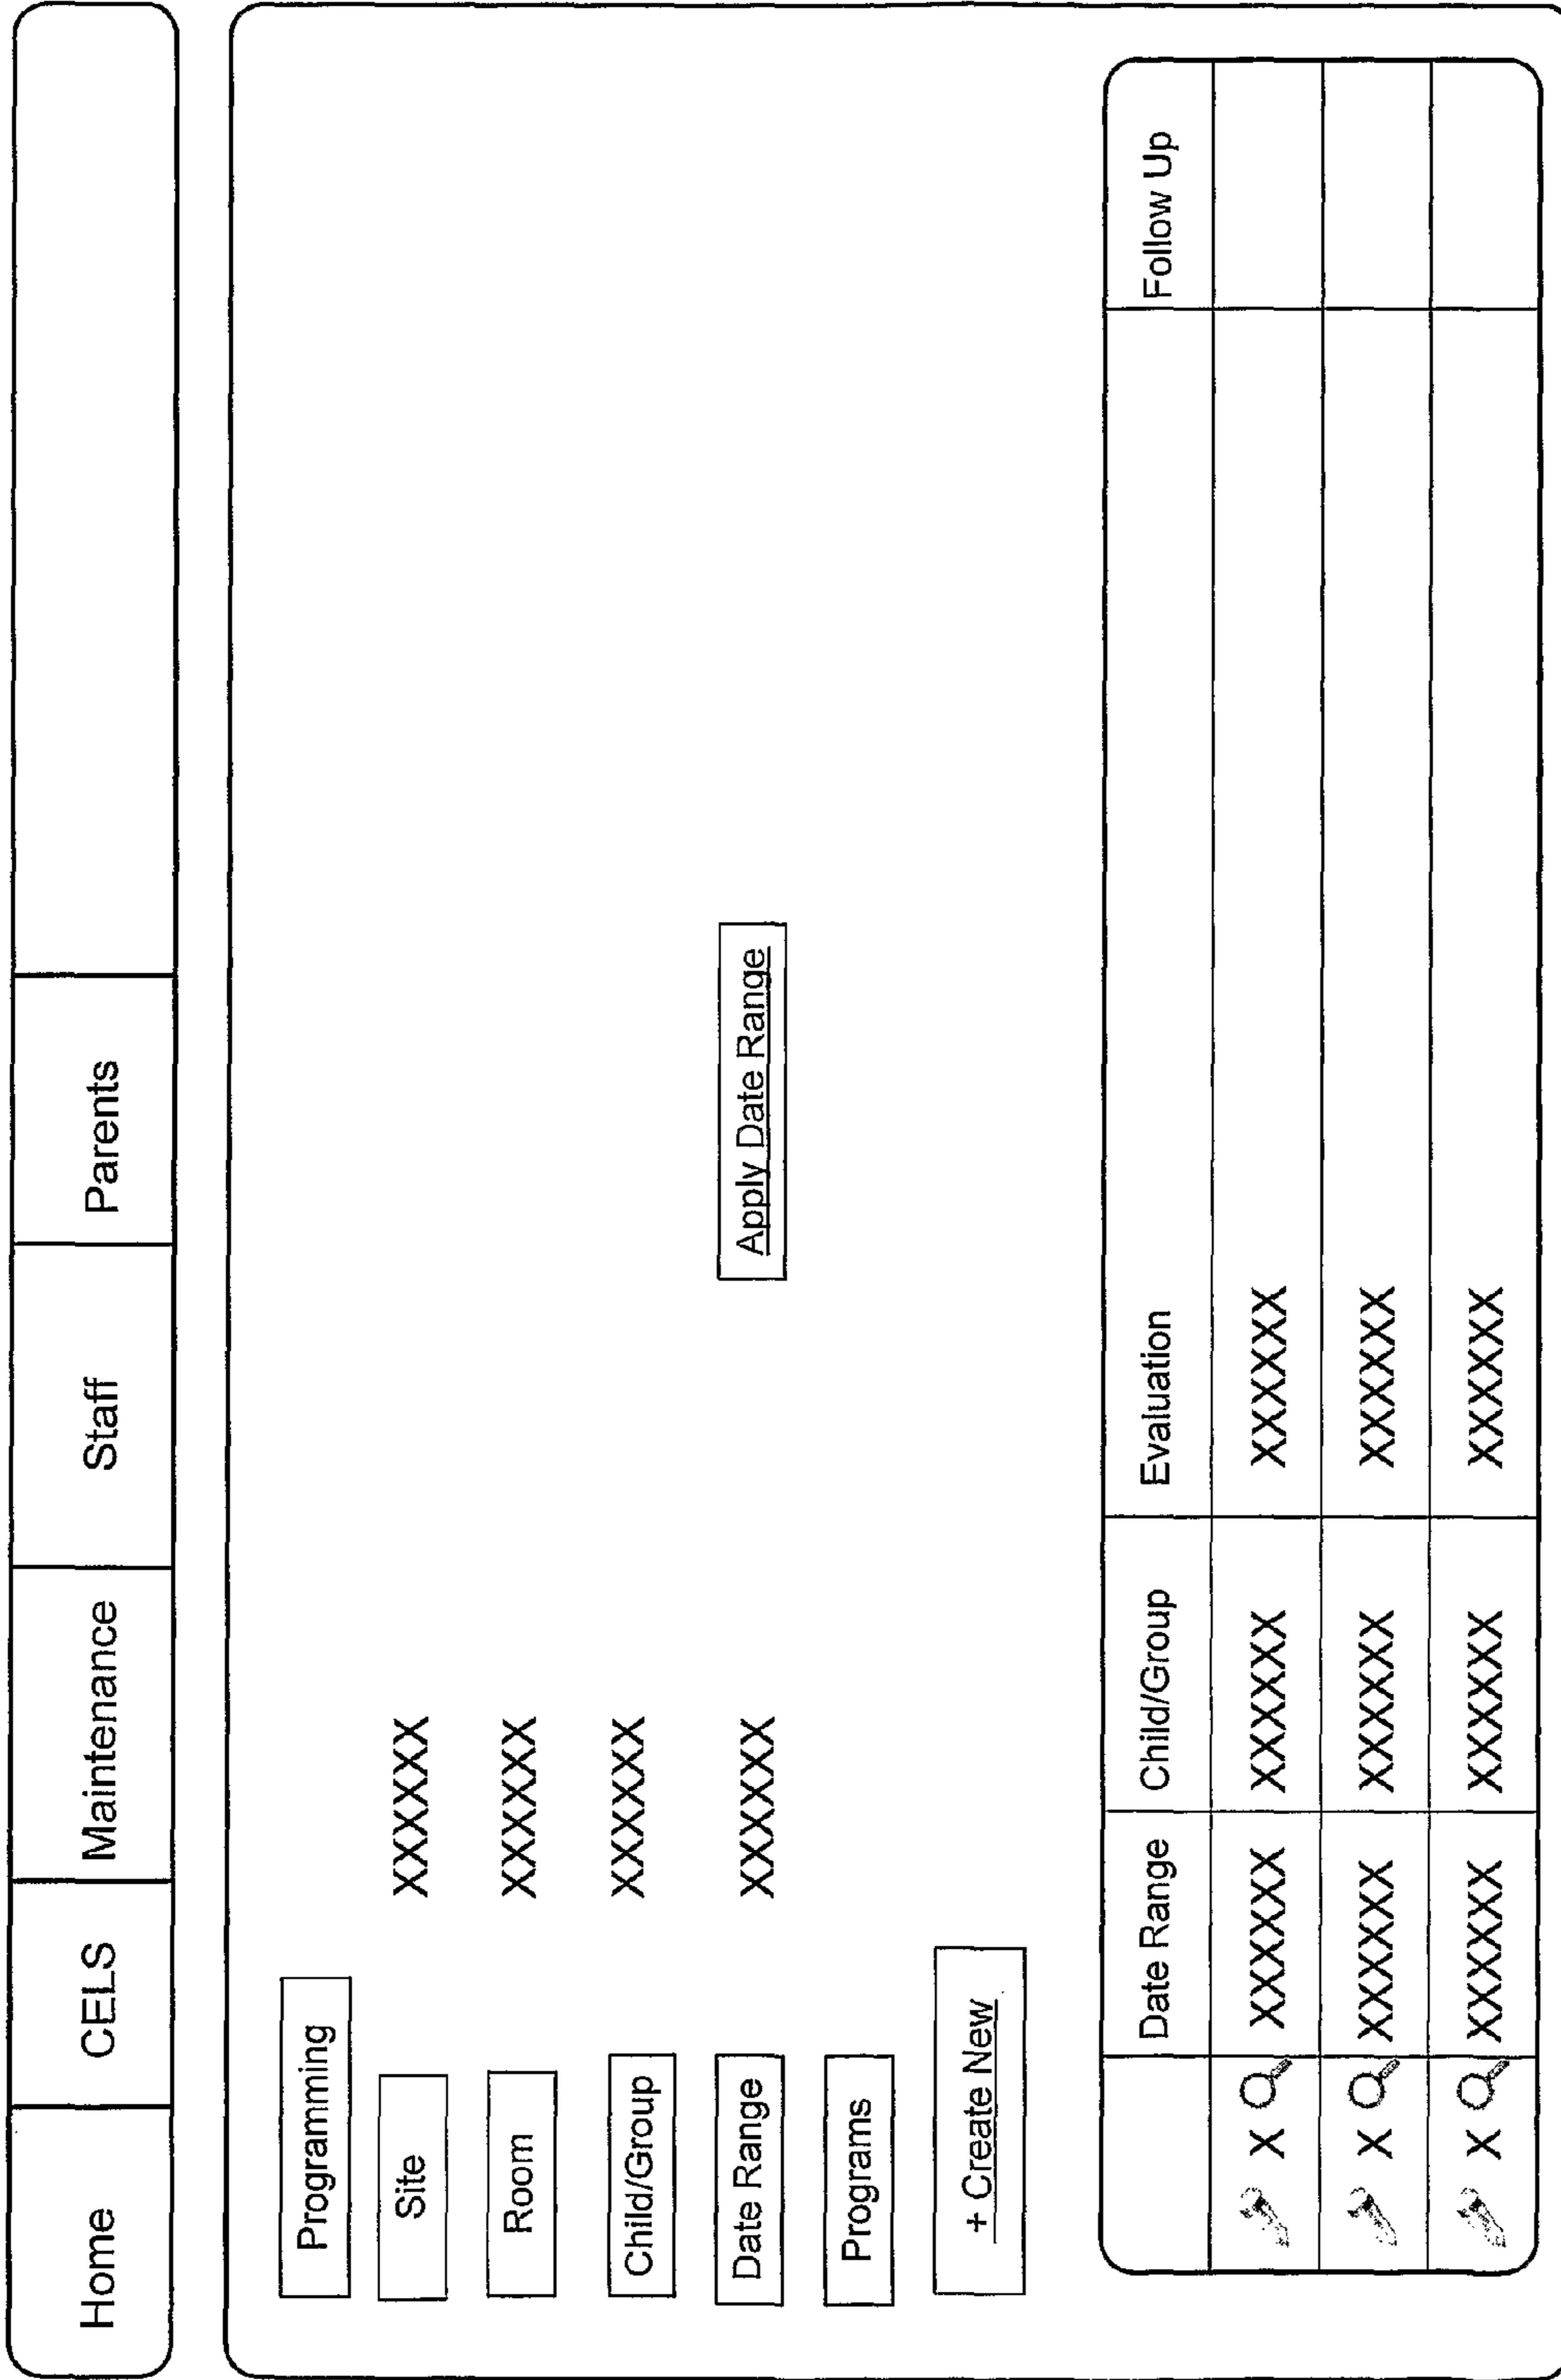 Home CELS Maintenance Staff Parents
Programming
Site XXXXXX
Room XXXXXX
Child/Group XXXXXX
Date Range XXXXXX Apply Date Range
Programs
+ Create New
Date Range Child/Group Evaluation Follow Up
X XXXXXX XXXXXX XXXXXX
X XXXXXX XXXXXX XXXXXX
X XXXXXX XXXXXX XXXXXX